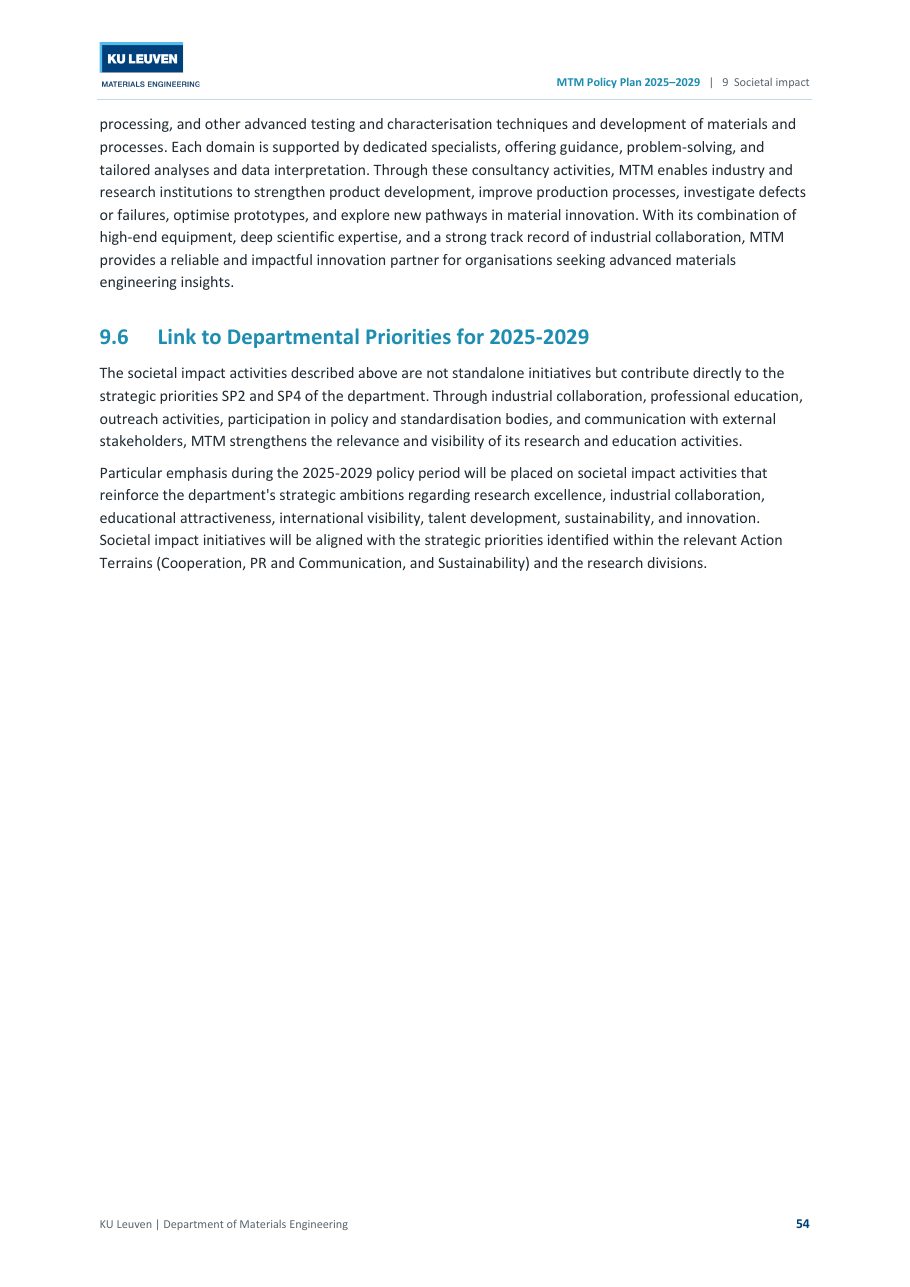 KU LEUVEN
MATERIALS ENGINEERING
MTM Policy Plan 2025–2029 | 9 Societal impact
processing, and other advanced testing and characterisation techniques and development of materials and
processes. Each domain is supported by dedicated specialists, offering guidance, problem-solving, and
tailored analyses and data interpretation. Through these consultancy activities, MTM enables industry and
research institutions to strengthen product development, improve production processes, investigate defects
or failures, optimise prototypes, and explore new pathways in material innovation. With its combination of
high-end equipment, deep scientific expertise, and a strong track record of industrial collaboration, MTM
provides a reliable and impactful innovation partner for organisations seeking advanced materials
engineering insights.
9.6 Link to Departmental Priorities for 2025-2029
The societal impact activities described above are not standalone initiatives but contribute directly to the
strategic priorities SP2 and SP4 of the department. Through industrial collaboration, professional education,
outreach activities, participation in policy and standardisation bodies, and communication with external
stakeholders, MTM strengthens the relevance and visibility of its research and education activities.
Particular emphasis during the 2025-2029 policy period will be placed on societal impact activities that
reinforce the department's strategic ambitions regarding research excellence, industrial collaboration,
educational attractiveness, international visibility, talent development, sustainability, and innovation.
Societal impact initiatives will be aligned with the strategic priorities identified within the relevant Action
Terrains (Cooperation, PR and Communication, and Sustainability) and the research divisions.
KU Leuven | Department of Materials Engineering
54